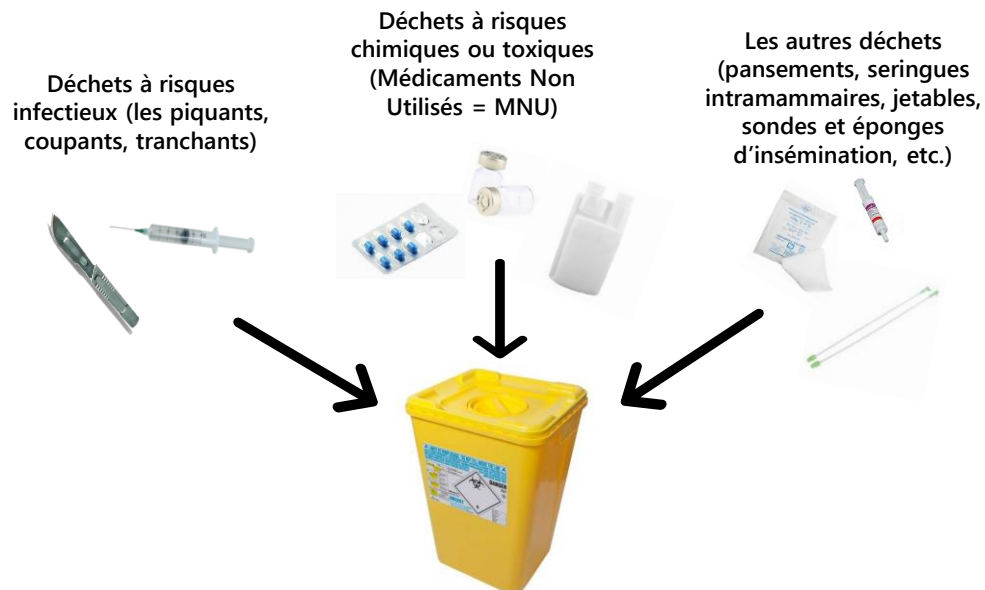 Déchets à risques
infectieux (les piquants,
coupants, tranchants)
Déchets à risques
chimiques ou toxiques
(Médicaments Non
Utilisés = MNU)
Les autres déchets
(pansements, seringues
intramammaires, jetables,
sondes et éponges
d’insémination, etc.)
DANGER